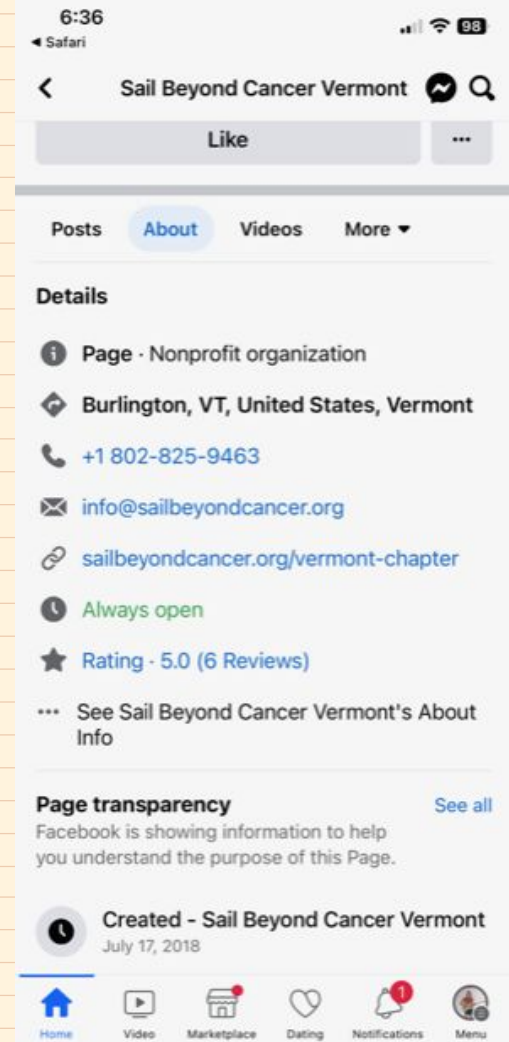 6:36
98
◄ Safari
Sail Beyond Cancer Vermont
Like
Posts About Videos More ▼
Details
Page · Nonprofit organization
Burlington, VT, United States, Vermont
+1 802-825-9463
info@sailbeyondcancer.org
sailbeyondcancer.org/vermont-chapter
Always open
Rating · 5.0 (6 Reviews)
See Sail Beyond Cancer Vermont's About
Info
Page transparency See all
Facebook is showing information to help
you understand the purpose of this Page.
Created - Sail Beyond Cancer Vermont
July 17, 2018
1
Home Video Marketplace Dating Notifications Menu